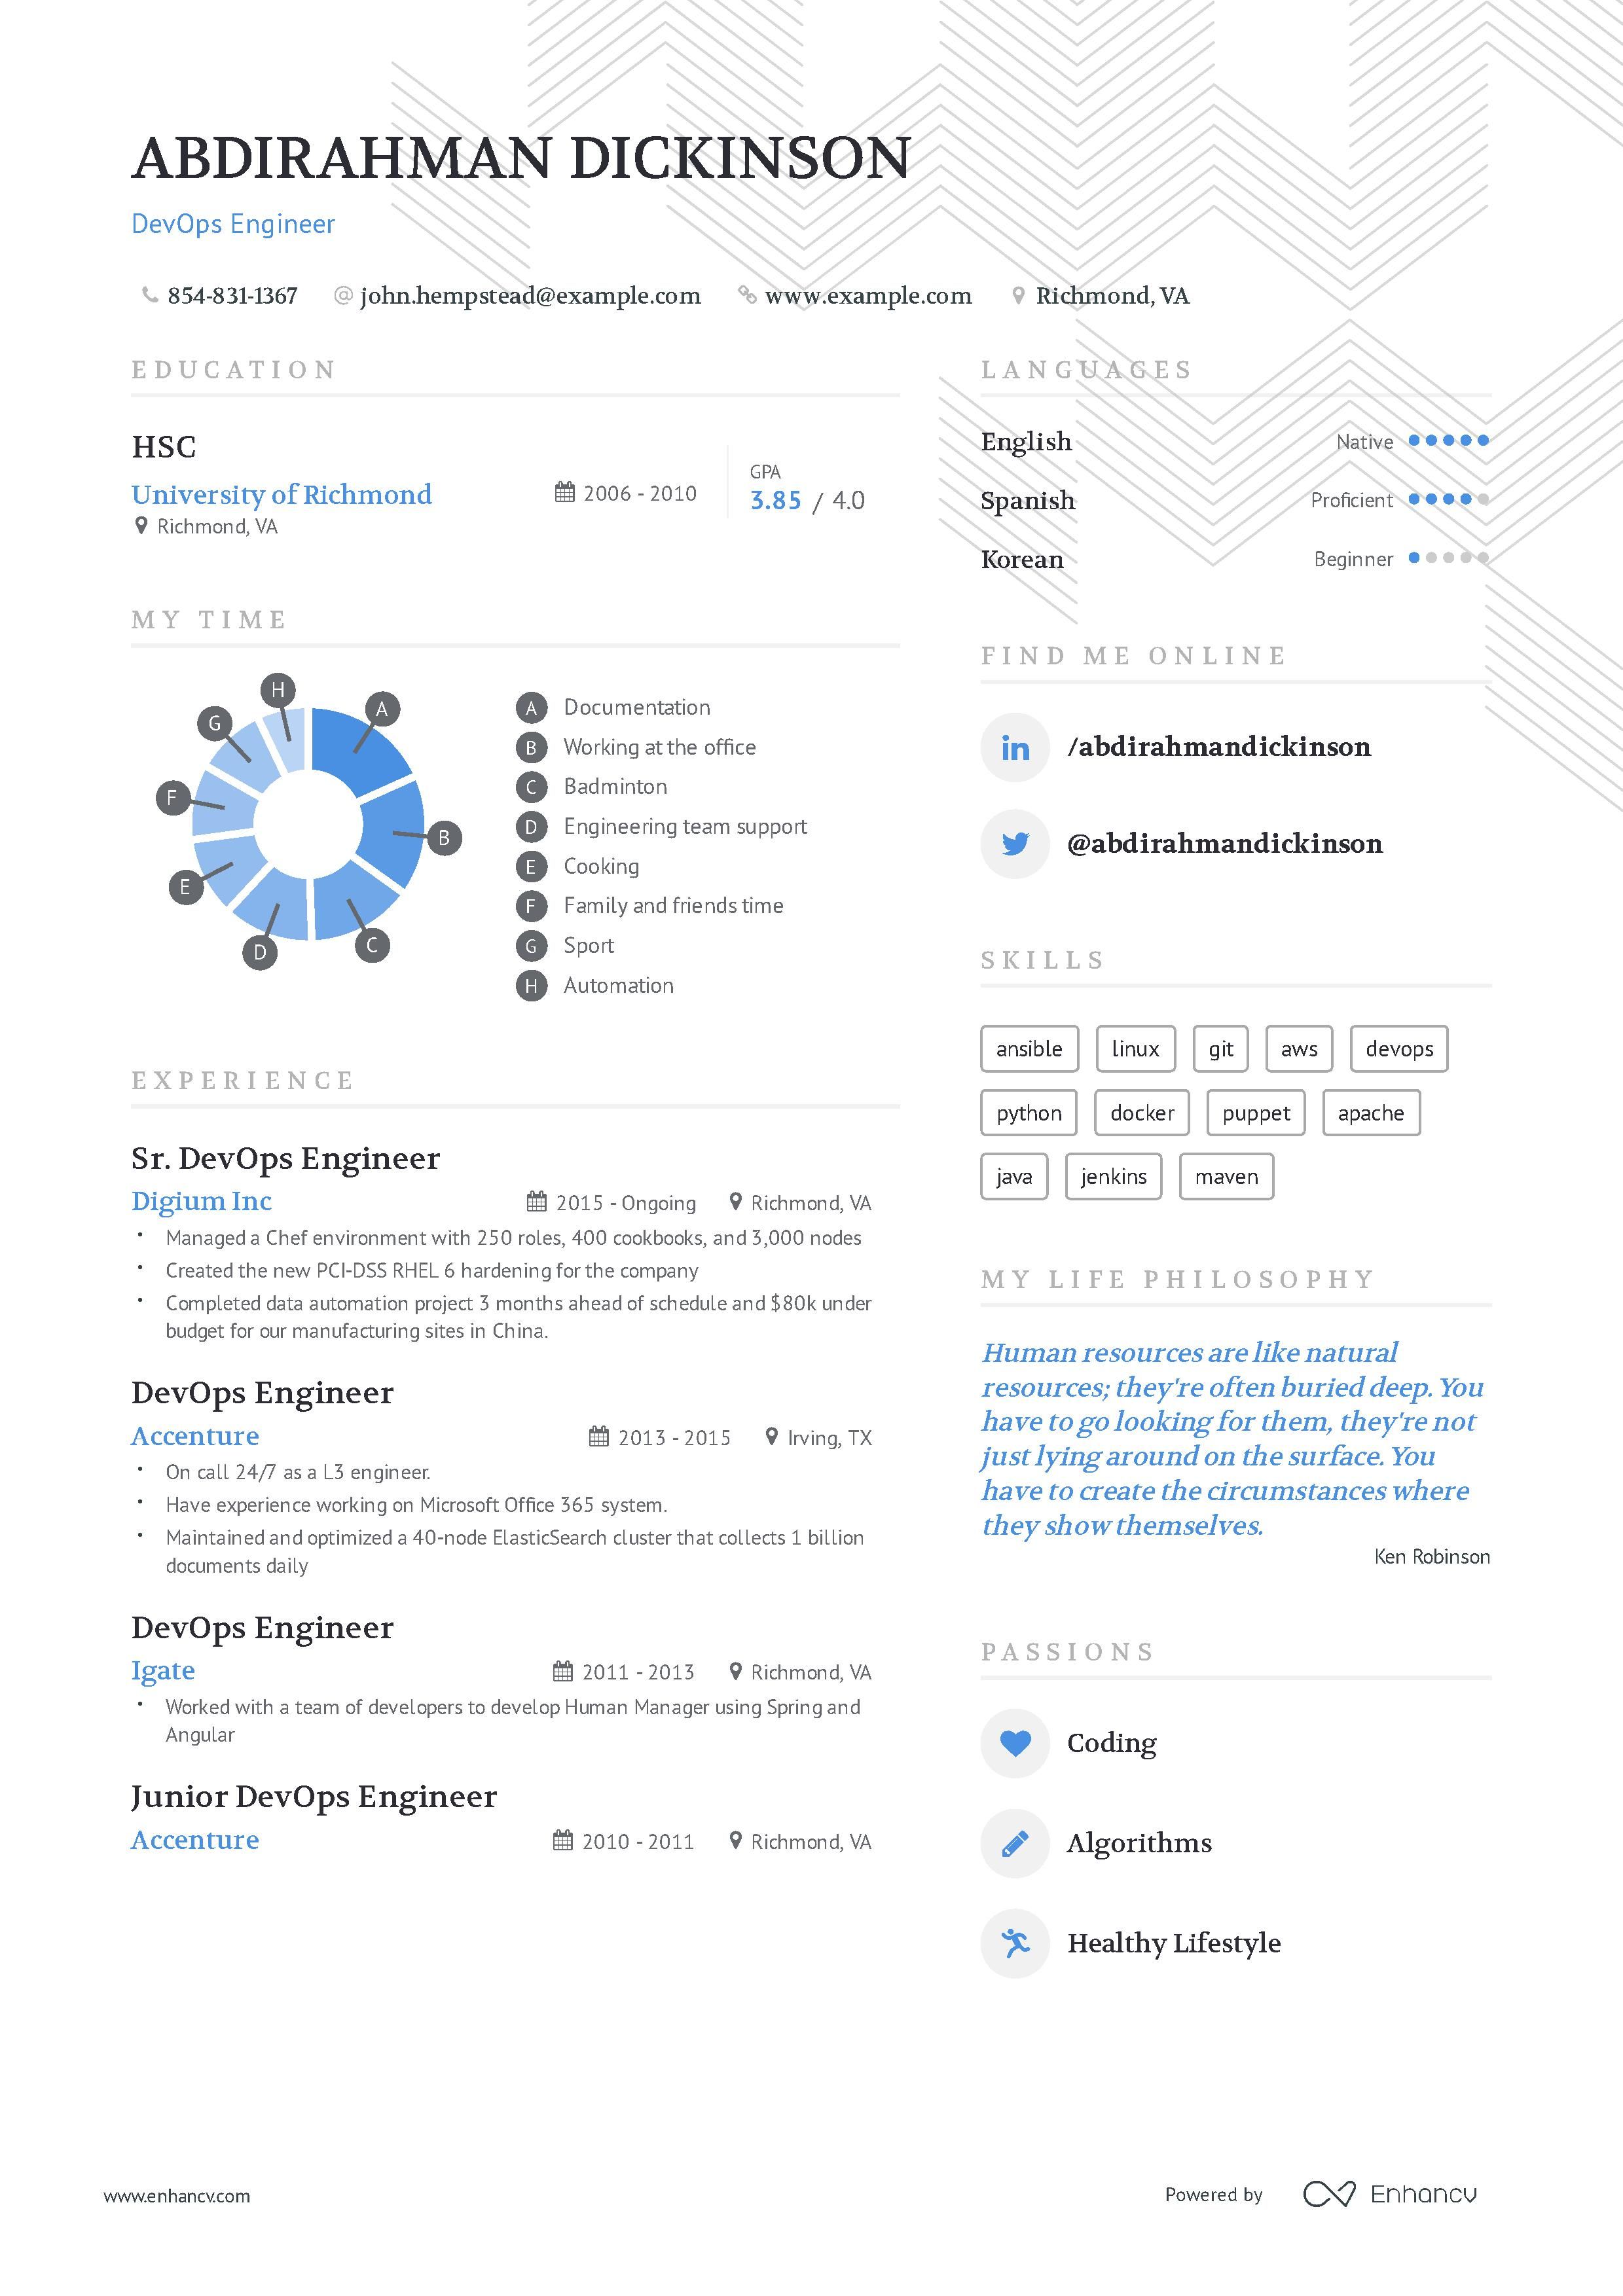 ABDIRAHMAN DICKINSON
DevOps Engineer
854-831-1367 @ john.hempstead@example.com www.example.com Richmond, VA
EDUCATION
HSC
University of Richmond
2006 - 2010
Richmond, VA
GPA
3.85 / 4.0
MY TIME
H
A
G
F
B
E
D
C
A Documentation
B Working at the office
C Badminton
D Engineering team support
E Cooking
F Family and friends time
G Sport
H Automation
EXPERIENCE
Sr. DevOps Engineer
Digium Inc 2015 - Ongoing Richmond, VA
• Managed a Chef environment with 250 roles, 400 cookbooks, and 3,000 nodes
• Created the new PCI-DSS RHEL 6 hardening for the company
• Completed data automation project 3 months ahead of schedule and $80k under
budget for our manufacturing sites in China.
DevOps Engineer
Accenture 2013 - 2015 Irving, TX
• On call 24/7 as a L3 engineer.
• Have experience working on Microsoft Office 365 system.
• Maintained and optimized a 40-node ElasticSearch cluster that collects 1 billion
documents daily
DevOps Engineer
Igate 2011 - 2013 Richmond, VA
• Worked with a team of developers to develop Human Manager using Spring and
Angular
Junior DevOps Engineer
Accenture 2010 - 2011 Richmond, VA
LANGUAGES
English Native
Spanish Proficient
Korean Beginner
FIND ME ONLINE
in /abdirahmandickinson
@abdirahmandickinson
SKILLS
ansible linux git aws devops
python docker puppet apache
java jenkins maven
MY LIFE PHILOSOPHY
Human resources are like natural
resources; they're often buried deep. You
have to go looking for them, they're not
just lying around on the surface. You
have to create the circumstances where
they show themselves.
Ken Robinson
PASSIONS
Coding
Algorithms
Healthy Lifestyle
www.enhancv.com
Powered by Enhancv